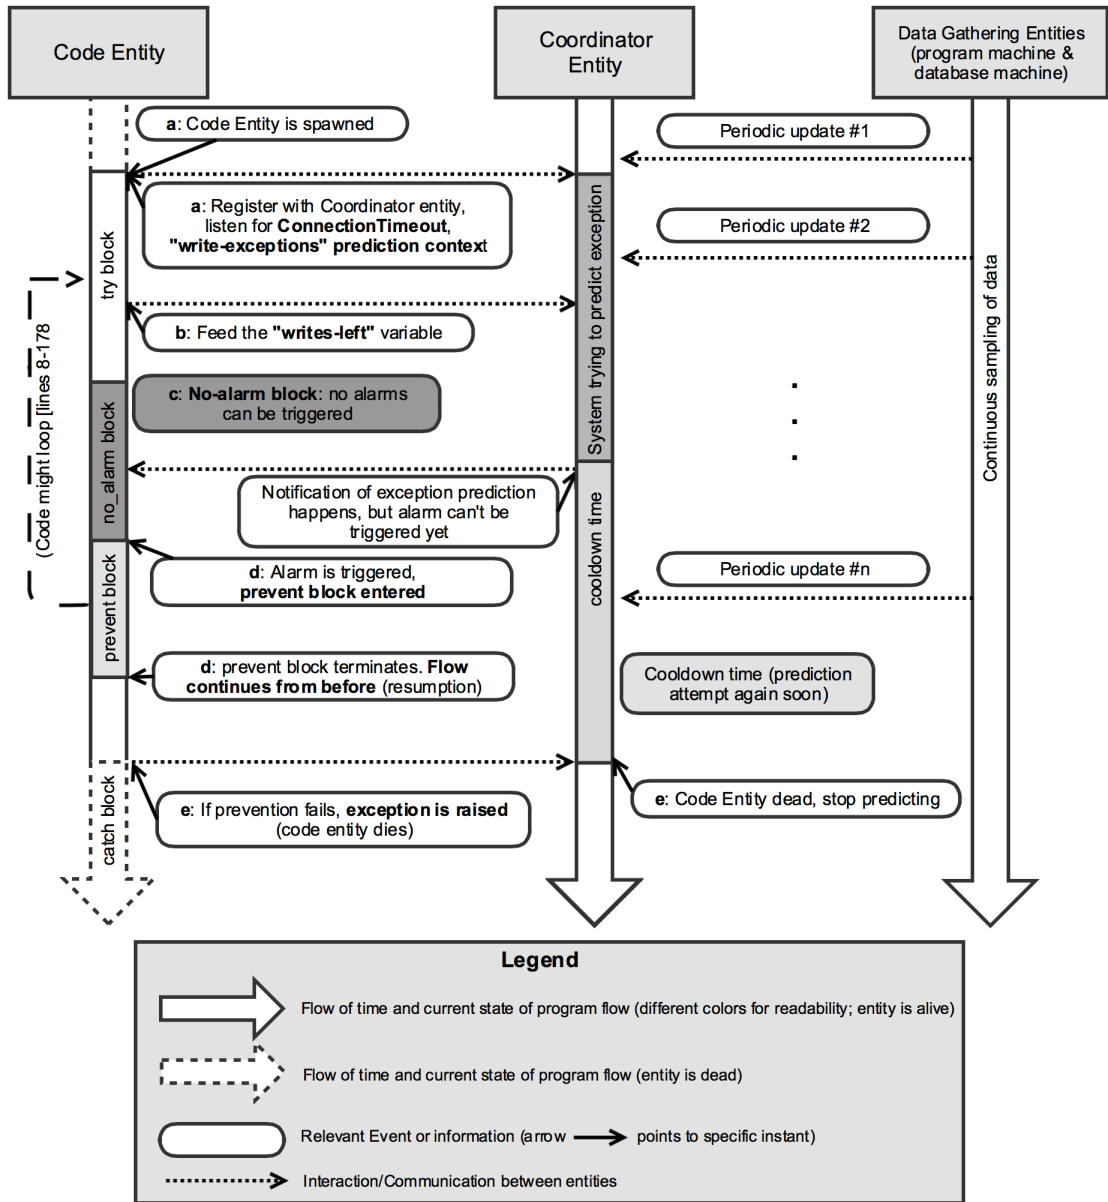 Code Entity
Coordinator
Entity
Data Gathering Entities
(program machine &
database machine)
a: Code Entity is spawned
Periodic update #1
a: Register with Coordinator entity,
listen for ConnectionTimeout,
"write-exceptions" prediction context
Periodic update #2
try block
System trying to predict exception
Continuous sampling of data
b: Feed the "writes-left" variable
(Code might loop [lines 8-178
c: No-alarm block: no alarms
can be triggered
.
.
.
no_alarm block
Notification of exception prediction
happens, but alarm can't be
triggered yet
cooldown time
d: Alarm is triggered,
prevent block entered
Periodic update #n
prevent block
d: prevent block terminates. Flow
continues from before (resumption)
Cooldown time (prediction
attempt again soon)
catch block
e: If prevention fails, exception is raised
(code entity dies)
e: Code Entity dead, stop predicting
Legend
Flow of time and current state of program flow (different colors for readability; entity is alive)
Flow of time and current state of program flow (entity is dead)
Relevant Event or information (arrow points to specific instant)
Interaction/Communication between entities